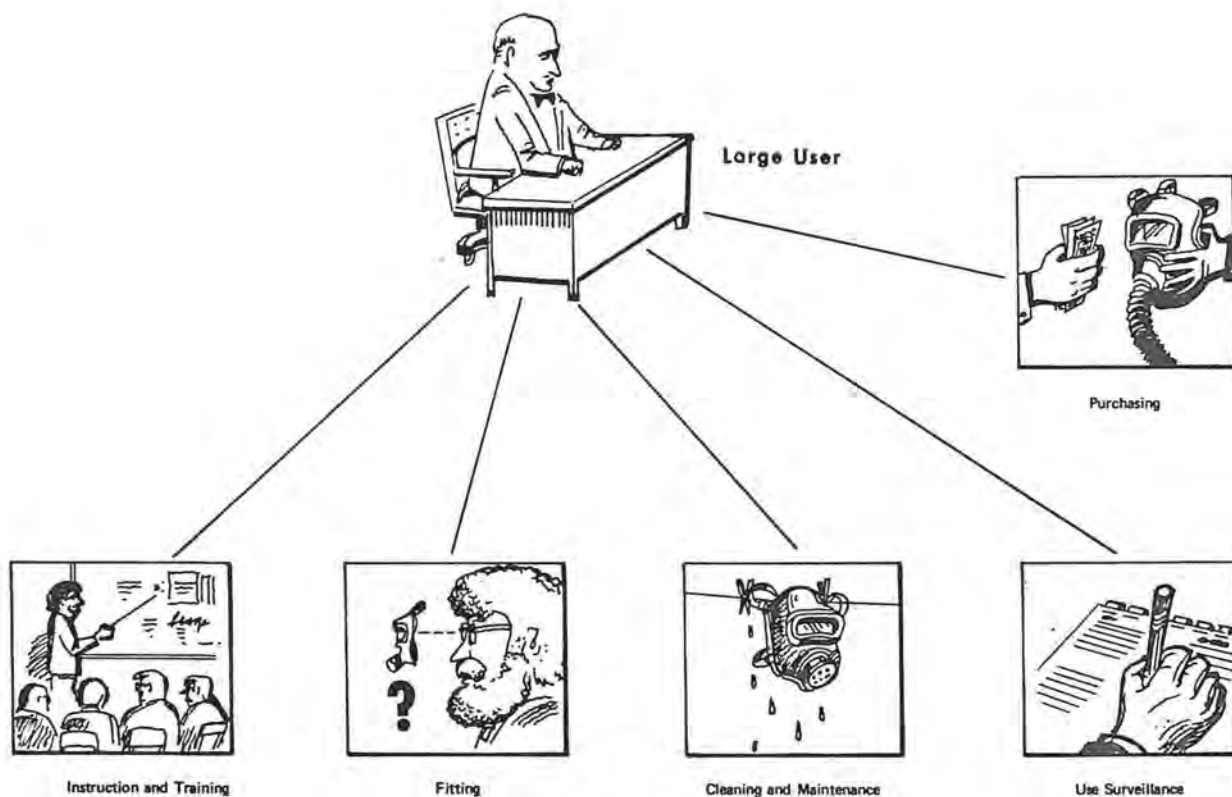 Large User
Purchasing
?
Instruction and Training
Fitting
Cleaning and Maintenance
Use Surveillance